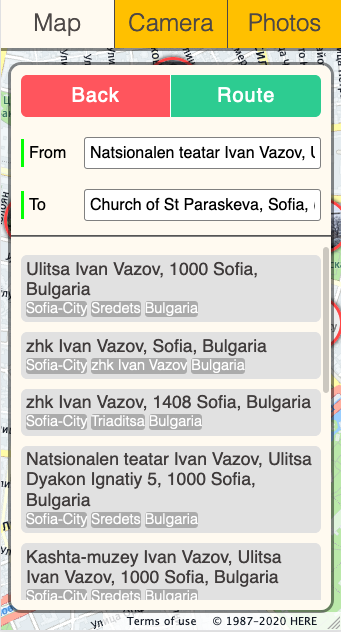 Map Camera Photos
Back Route
From Natsionalen teatar Ivan Vazov, U
To Church of St Paraskeva, Sofia,
Ulitsa Ivan Vazov, 1000 Sofia,
Bulgaria
Sofia-City Sredets Bulgaria
zhk Ivan Vazov, Sofia, Bulgaria
Sofia-City zhk Ivan Vazov Bulgaria
zhk Ivan Vazov, 1408 Sofia, Bulgaria
Sofia-City Triaditsa Bulgaria
Natsionalen teatar Ivan Vazov, Ulitsa
Dyakon Ignatiy 5, 1000 Sofia,
Bulgaria
Sofia-City Sredets Bulgaria
Kashta-muzey Ivan Vazov, Ulitsa
Ivan Vazov, 1000 Sofia, Bulgaria
Sofia-City Sredets Bulgaria
Terms of use © 1987–2020 HERE